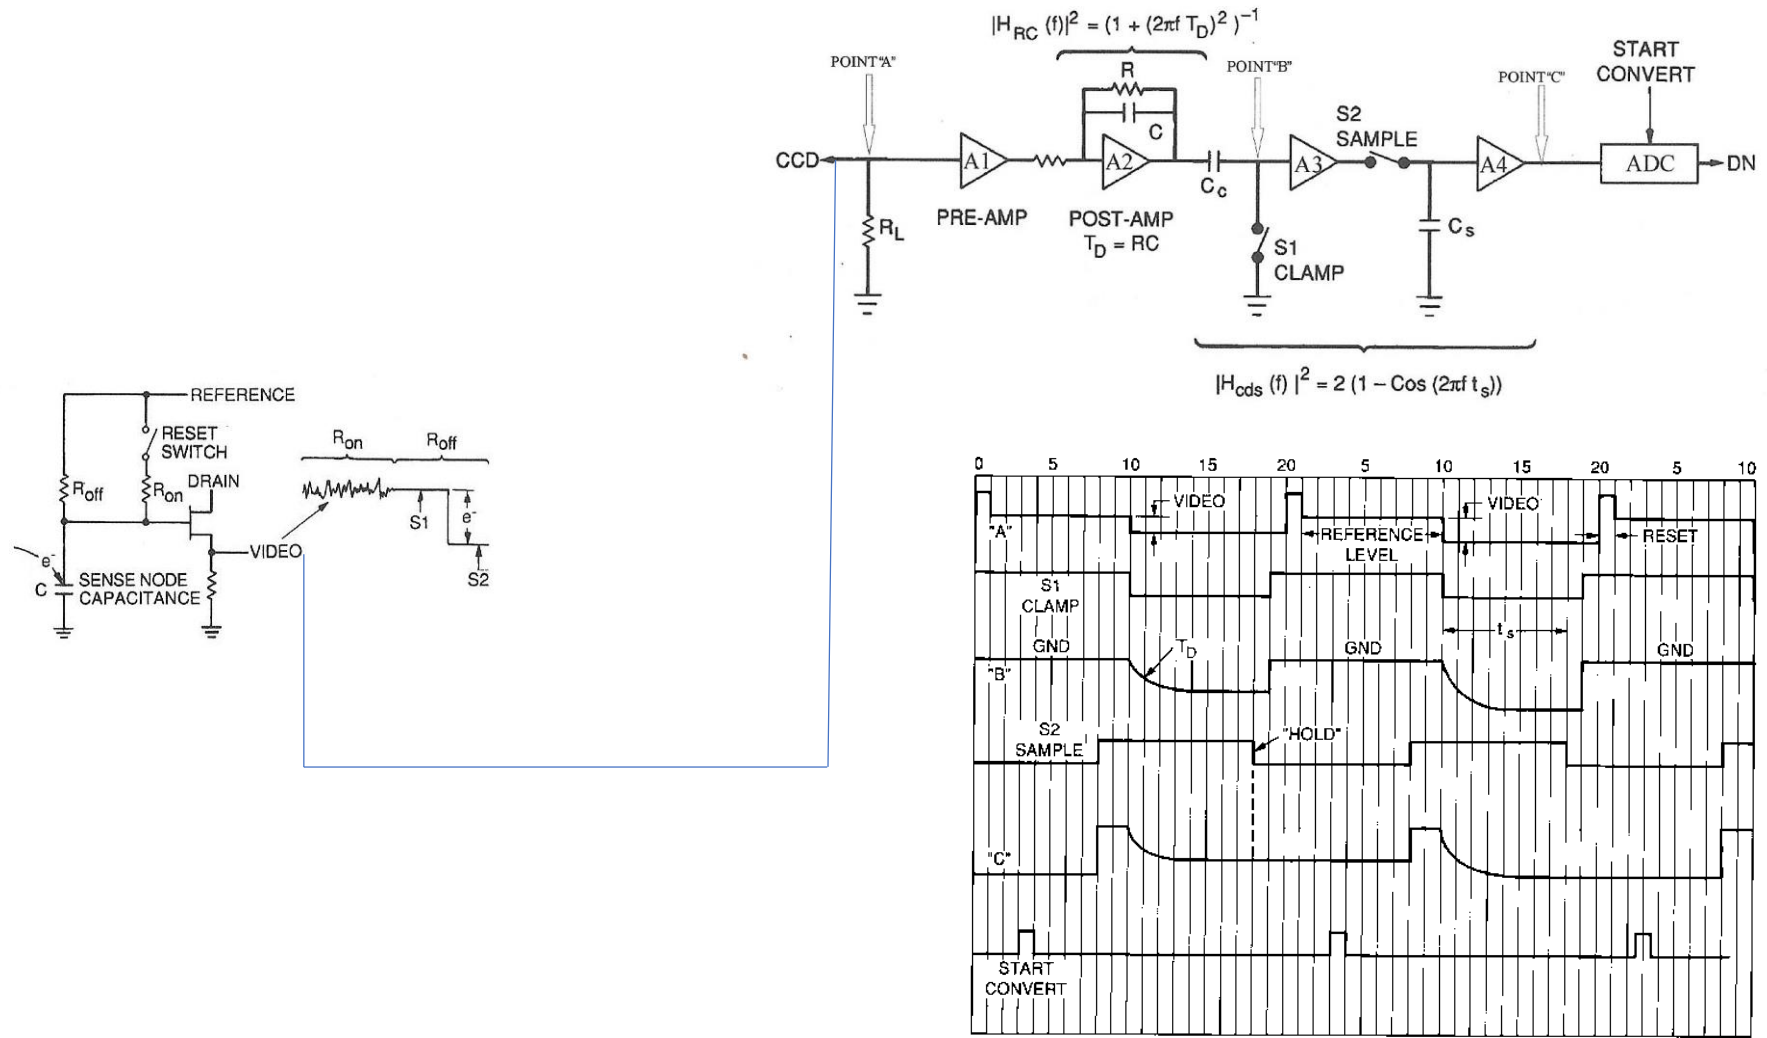 |H_RC (f)|² = (1 + (2πf T_D)² )⁻¹
POINT"A"
R
C
POINT"B"
S2
SAMPLE
POINT"C"
START
CONVERT
CCD
A1
A2
C_c
A3
A4
ADC
DN
R_L
PRE-AMP
POST-AMP
T_D = RC
S1
CLAMP
C_s
|H_cds (f) |² = 2 (1 – Cos (2πf t_s))
REFERENCE
RESET
SWITCH
R_off
R_on
DRAIN
e⁻
C
SENSE NODE
CAPACITANCE
VIDEO
R_on
R_off
S1
e⁻
S2
0 5 10 15 20 5 10 15 20 5 10
VIDEO
VIDEO
"A"
REFERENCE
LEVEL
RESET
S1
CLAMP
t_s
GND
T_D
GND
GND
"B"
S2
SAMPLE
"HOLD"
"C"
START
CONVERT